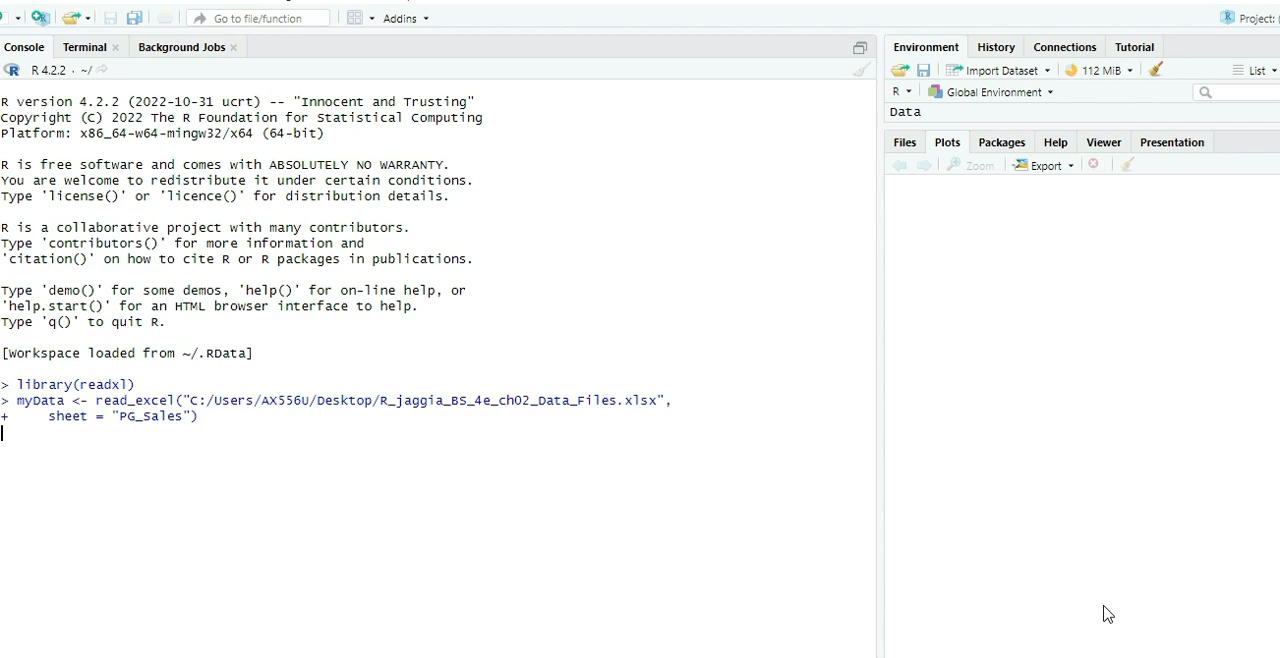 Go to file/function
Addins
Project: (
Console Terminal Background Jobs
R 4.2.2 · ~/
R version 4.2.2 (2022-10-31 ucrt) -- "Innocent and Trusting"
Copyright (C) 2022 The R Foundation for Statistical Computing
Platform: x86_64-w64-mingw32/x64 (64-bit)
R is free software and comes with ABSOLUTELY NO WARRANTY.
You are welcome to redistribute it under certain conditions.
Type 'license()' or 'licence()' for distribution details.
R is a collaborative project with many contributors.
Type 'contributors()' for more information and
'citation()' on how to cite R or R packages in publications.
Type 'demo()' for some demos, 'help()' for on-line help, or
'help.start()' for an HTML browser interface to help.
Type 'q()' to quit R.
[Workspace loaded from ~/.RData]
> library(readxl)
> myData <- read_excel("C:/Users/AX556U/Desktop/R_jaggia_BS_4e_ch02_Data_Files.xlsx",
+     sheet = "PG_Sales")
Environment History Connections Tutorial
Import Dataset 112 MiB List
R Global Environment
Data
Files Plots Packages Help Viewer Presentation
Zoom Export